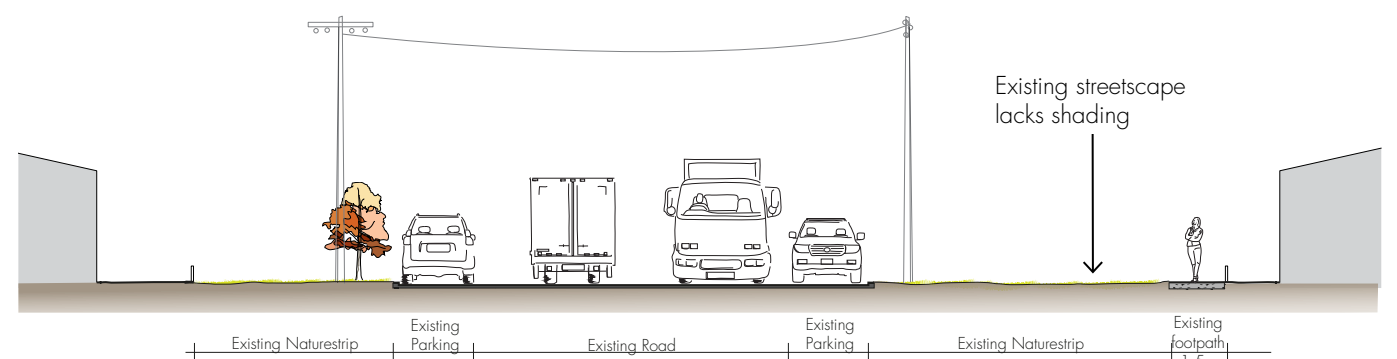 Existing streetscape
lacks shading
Existing Naturestrip
Existing
Parking
Existing Road
Existing
Parking
Existing Naturestrip
Existing
footpath